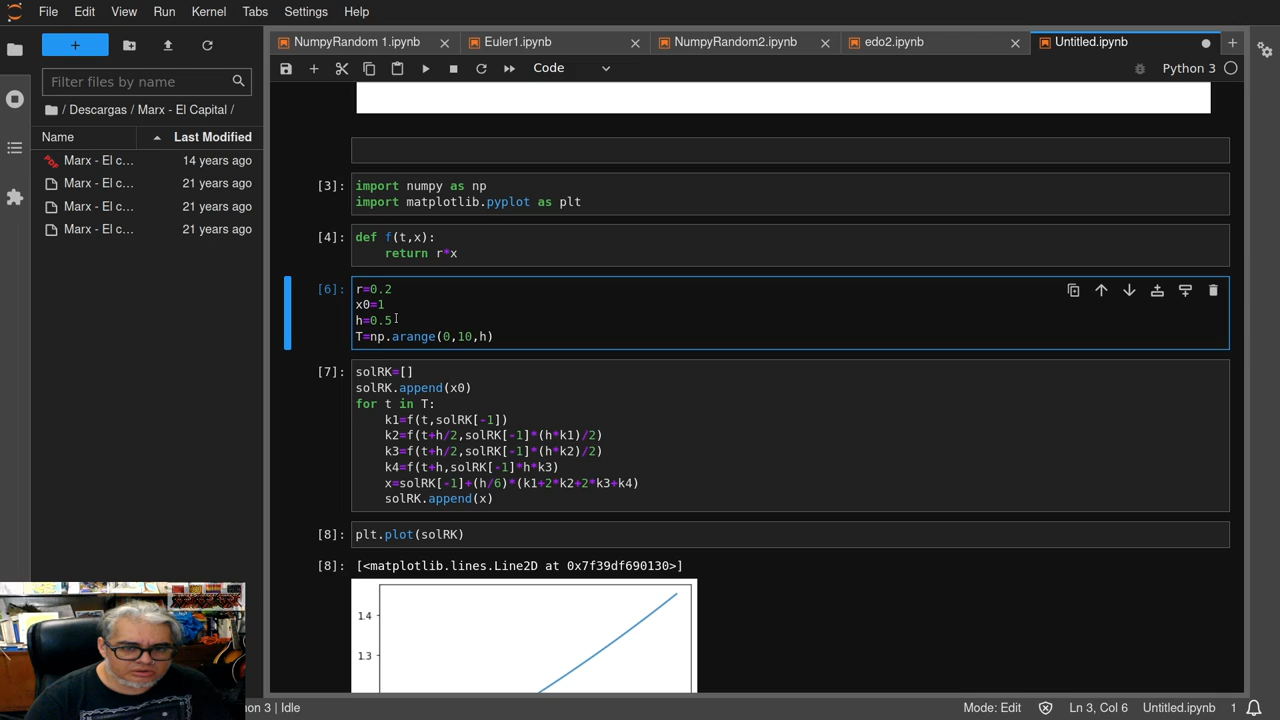 File Edit View Run Kernel Tabs Settings Help
NumpyRandom 1.ipynb Euler1.ipynb NumpyRandom2.ipynb edo2.ipynb Untitled.ipynb
Code Python 3
Filter files by name
/ Descargas / Marx - El Capital /
Name Last Modified
Marx - El c... 14 years ago
Marx - El c... 21 years ago
Marx - El c... 21 years ago
Marx - El c... 21 years ago
[3]: import numpy as np
import matplotlib.pyplot as plt
[4]: def f(t,x):
return r*x
[6]: r=0.2
x0=1
h=0.5
T=np.arange(0,10,h)
[7]: solRK=[]
solRK.append(x0)
for t in T:
k1=f(t,solRK[-1])
k2=f(t+h/2,solRK[-1]*(h*k1)/2)
k3=f(t+h/2,solRK[-1]*(h*k2)/2)
k4=f(t+h,solRK[-1]*h*k3)
x=solRK[-1]+(h/6)*(k1+2*k2+2*k3+k4)
solRK.append(x)
[8]: plt.plot(solRK)
[8]: [<matplotlib.lines.Line2D at 0x7f39df690130>]
1.4
1.3
on 3 | Idle Mode: Edit Ln 3, Col 6 Untitled.ipynb 1